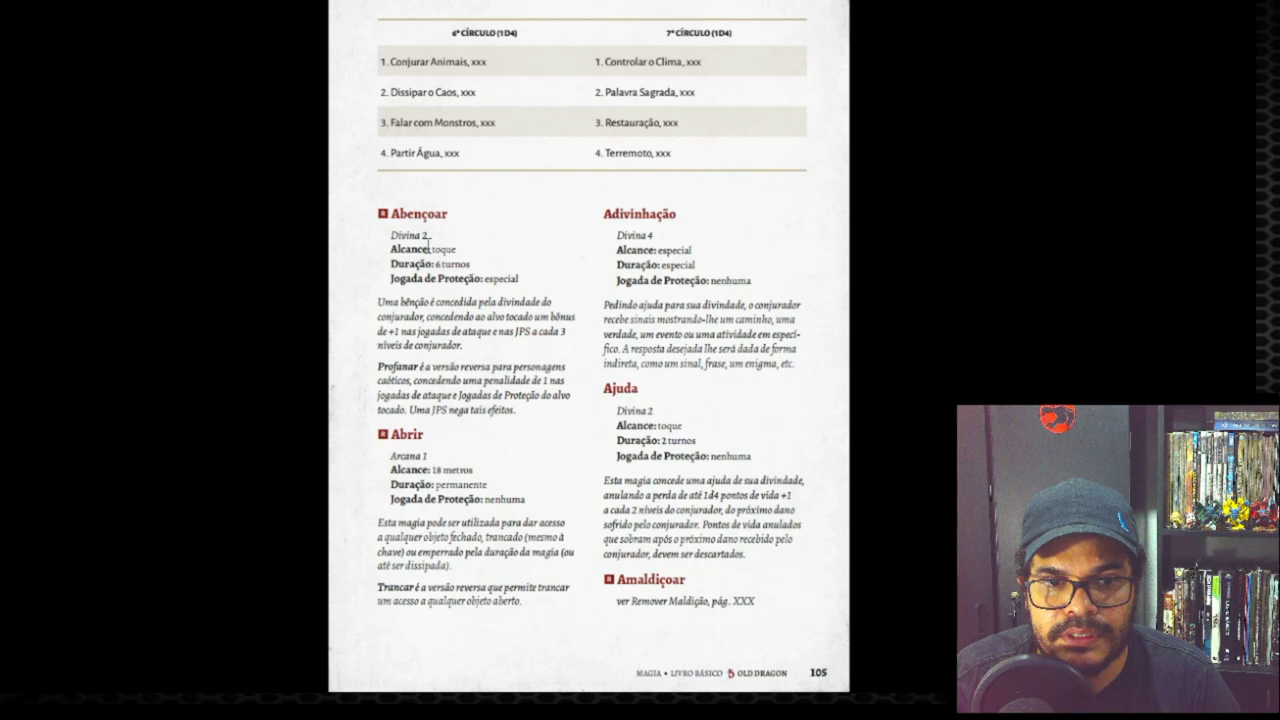 6º CÍRCULO (1D4)
7º CÍRCULO (1D4)
1. Conjurar Animais, xxx
1. Controlar o Clima, xxx
2. Dissipar o Caos, xxx
2. Palavra Sagrada, xxx
3. Falar com Monstros, xxx
3. Restauração, xxx
4. Partir Água, xxx
4. Terremoto, xxx
Abençoar
Divina 2
Alcance: toque
Duração: 6 turnos
Jogada de Proteção: especial
Uma bênção é concedida pela divindade do
conjurador, concedendo ao alvo tocado um bônus
de +1 nas jogadas de ataque e nas JPS a cada 3
níveis de conjurador.
Profanar é a versão reversa para personagens
caóticos, concedendo uma penalidade de 1 nas
jogadas de ataque e Jogadas de Proteção do alvo
tocado. Uma JPS nega tais efeitos.
Abrir
Arcana 1
Alcance: 18 metros
Duração: permanente
Jogada de Proteção: nenhuma
Esta magia pode ser utilizada para dar acesso
a qualquer objeto fechado, trancado (mesmo à
chave) ou emperrado pela duração da magia (ou
até ser dissipada).
Trancar é a versão reversa que permite trancar
um acesso a qualquer objeto aberto.
Adivinhação
Divina 4
Alcance: especial
Duração: especial
Jogada de Proteção: nenhuma
Pedindo ajuda para sua divindade, o conjurador
recebe sinais mostrando-lhe um caminho, uma
verdade, um evento ou uma atividade em especí-
fico. A resposta desejada lhe será dada de forma
indireta, como um sinal, frase, um enigma, etc.
Ajuda
Divina 2
Alcance: toque
Duração: 2 turnos
Jogada de Proteção: nenhuma
Esta magia concede uma ajuda de sua divindade,
anulando a perda de até 1d4 pontos de vida +1
a cada 2 níveis do conjurador, do próximo dano
sofrido pelo conjurador. Pontos de vida anulados
que sobram após o próximo dano recebido pelo
conjurador, devem ser descartados.
Amaldiçoar
ver Remover Maldição, pág. XXX
MAGIA • LIVRO BÁSICO OLD DRAGON 105